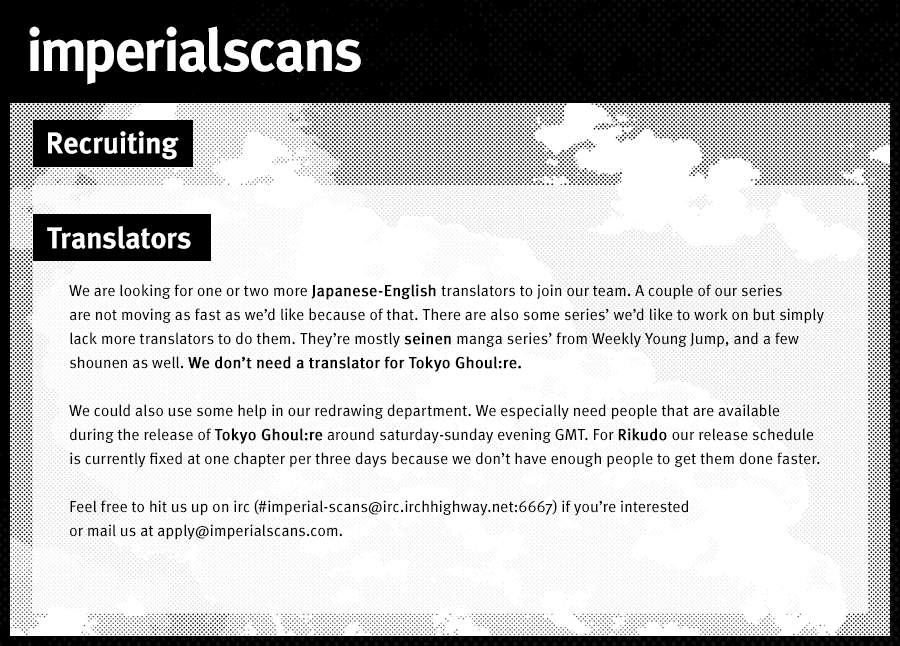 imperialscans
Recruiting
Translators
We are looking for one or two more Japanese-English translators to join our team. A couple of our series
are not moving as fast as we’d like because of that. There are also some series’ we’d like to work on but simply
lack more translators to do them. They’re mostly seinen manga series’ from Weekly Young Jump, and a few
shounen as well. We don’t need a translator for Tokyo Ghoul:re.
We could also use some help in our redrawing department. We especially need people that are available
during the release of Tokyo Ghoul:re around saturday-sunday evening GMT. For Rikudo our release schedule
is currently fixed at one chapter per three days because we don’t have enough people to get them done faster.
Feel free to hit us up on irc (#imperial-scans@irc.irchhighway.net:6667) if you’re interested
or mail us at apply@imperialscans.com.